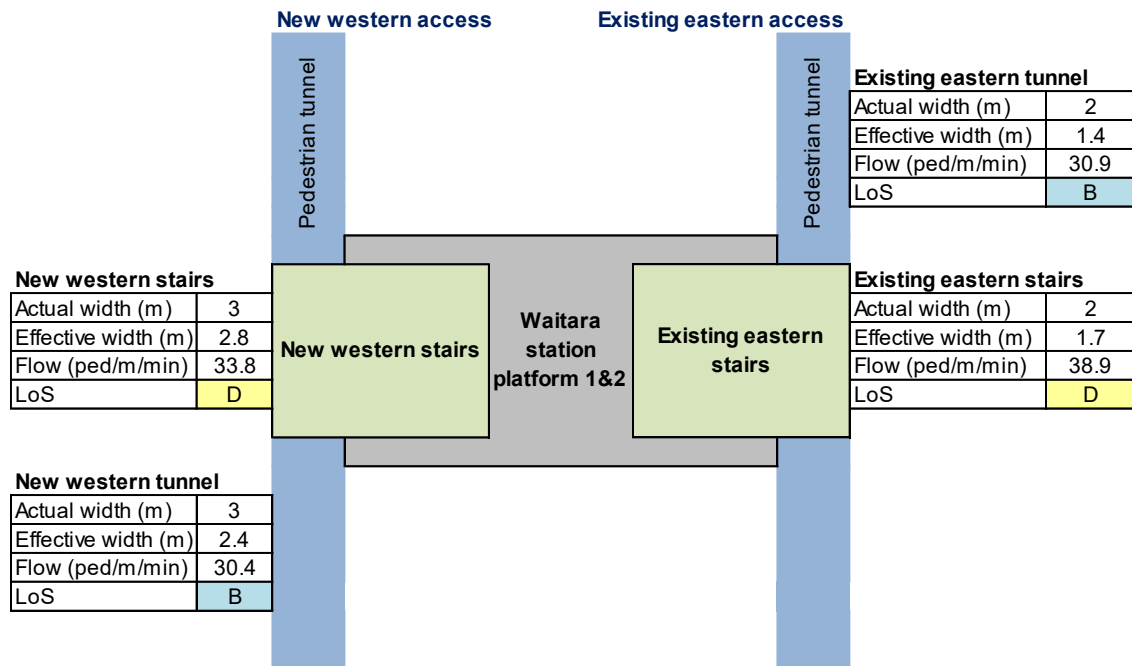 New western access
Existing eastern access
Pedestrian tunnel
Pedestrian tunnel
Existing eastern tunnel
Actual width (m) 2
Effective width (m) 1.4
Flow (ped/m/min) 30.9
LoS B
New western stairs
Actual width (m) 3
Effective width (m) 2.8
Flow (ped/m/min) 33.8
LoS D
New western stairs
Waitara
station
platform 1&2
Existing eastern
stairs
Existing eastern stairs
Actual width (m) 2
Effective width (m) 1.7
Flow (ped/m/min) 38.9
LoS D
New western tunnel
Actual width (m) 3
Effective width (m) 2.4
Flow (ped/m/min) 30.4
LoS B